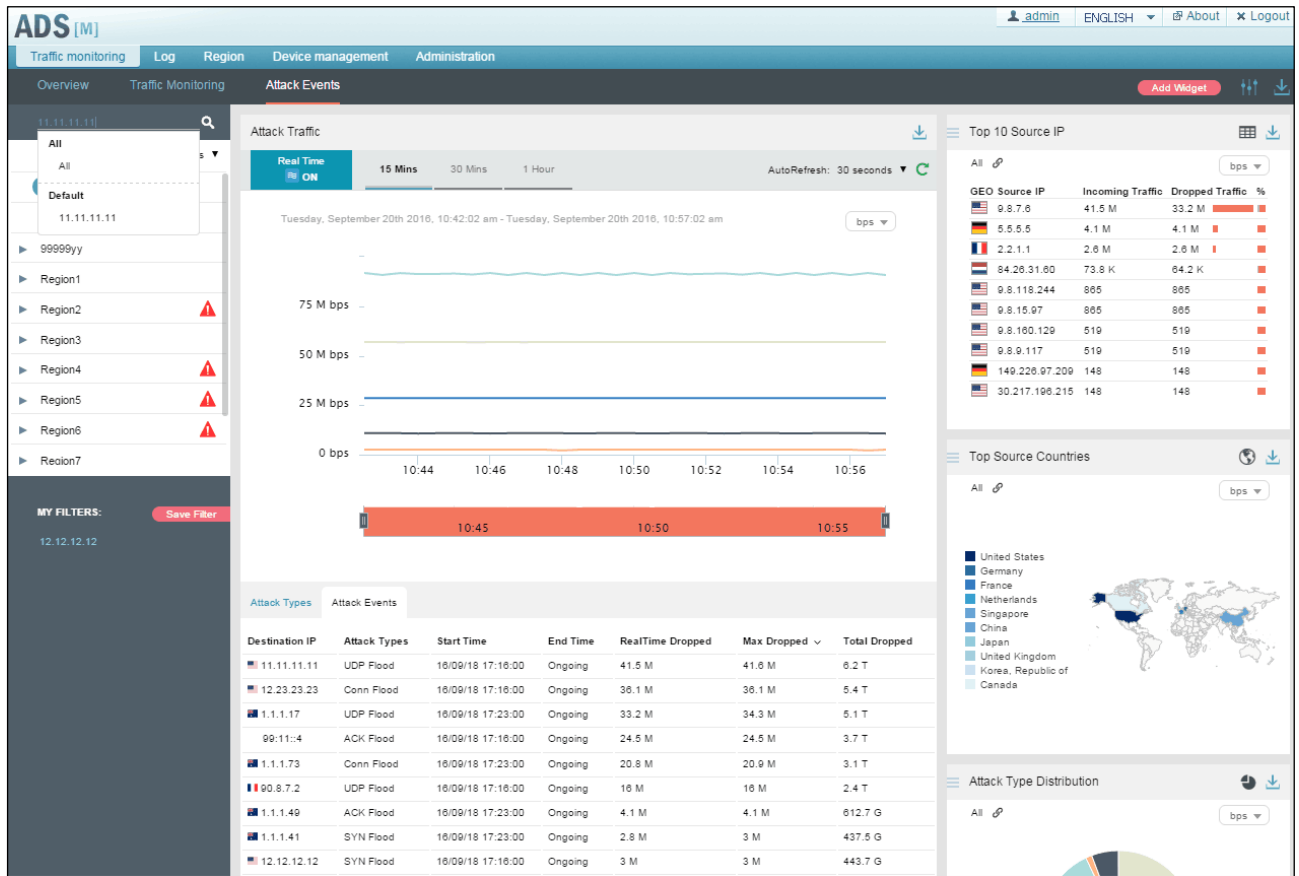 ADS [M]
admin ENGLISH About Logout
Traffic monitoring Log Region Device management Administration
Overview Traffic Monitoring Attack Events Add Widget
11.11.11.11
All
All
Default
11.11.11.11
99999yy
Region1
Region2
Region3
Region4
Region5
Region6
Region7
MY FILTERS: Save Filter
12.12.12.12
Attack Traffic
Real Time
ON
15 Mins 30 Mins 1 Hour AutoRefresh: 30 seconds
Tuesday, September 20th 2016, 10:42:02 am - Tuesday, September 20th 2016, 10:57:02 am bps
75 M bps
50 M bps
25 M bps
0 bps
10:44 10:46 10:48 10:50 10:52 10:54 10:56
10:45 10:50 10:55
Attack Types Attack Events
Destination IP Attack Types Start Time End Time RealTime Dropped Max Dropped Total Dropped
11.11.11.11 UDP Flood 16/09/18 17:16:00 Ongoing 41.5 M 41.6 M 6.2 T
12.23.23.23 Conn Flood 16/09/18 17:16:00 Ongoing 36.1 M 36.1 M 5.4 T
1.1.1.17 UDP Flood 16/09/18 17:23:00 Ongoing 33.2 M 34.3 M 5.1 T
99:11::4 ACK Flood 16/09/18 17:16:00 Ongoing 24.5 M 24.5 M 3.7 T
1.1.1.73 Conn Flood 16/09/18 17:23:00 Ongoing 20.8 M 20.9 M 3.1 T
90.8.7.2 UDP Flood 16/09/18 17:16:00 Ongoing 16 M 16 M 2.4 T
1.1.1.49 ACK Flood 16/09/18 17:23:00 Ongoing 4.1 M 4.1 M 612.7 G
1.1.1.41 SYN Flood 16/09/18 17:23:00 Ongoing 2.8 M 3 M 437.5 G
12.12.12.12 SYN Flood 16/09/18 17:16:00 Ongoing 3 M 3 M 443.7 G
Top 10 Source IP
All bps
GEO Source IP Incoming Traffic Dropped Traffic %
9.8.7.6 41.5 M 33.2 M
5.5.5.5 4.1 M 4.1 M
2.2.1.1 2.6 M 2.6 M
84.26.31.60 73.8 K 64.2 K
9.8.118.244 865 865
9.8.15.97 865 865
9.8.160.129 519 519
9.8.9.117 519 519
149.226.97.209 148 148
30.217.196.215 148 148
Top Source Countries
All bps
United States
Germany
France
Netherlands
Singapore
China
Japan
United Kingdom
Korea, Republic of
Canada
Attack Type Distribution
All bps